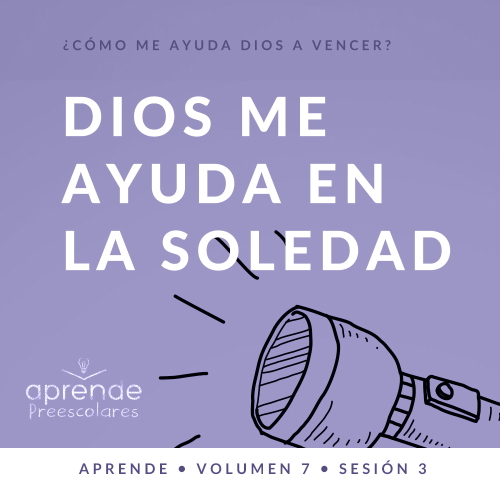 ¿CÓMO ME AYUDA DIOS A VENCER?
DIOS ME
AYUDA EN
LA SOLEDAD
aprende
Preescolares
APRENDE • VOLUMEN 7 • SESIÓN 3